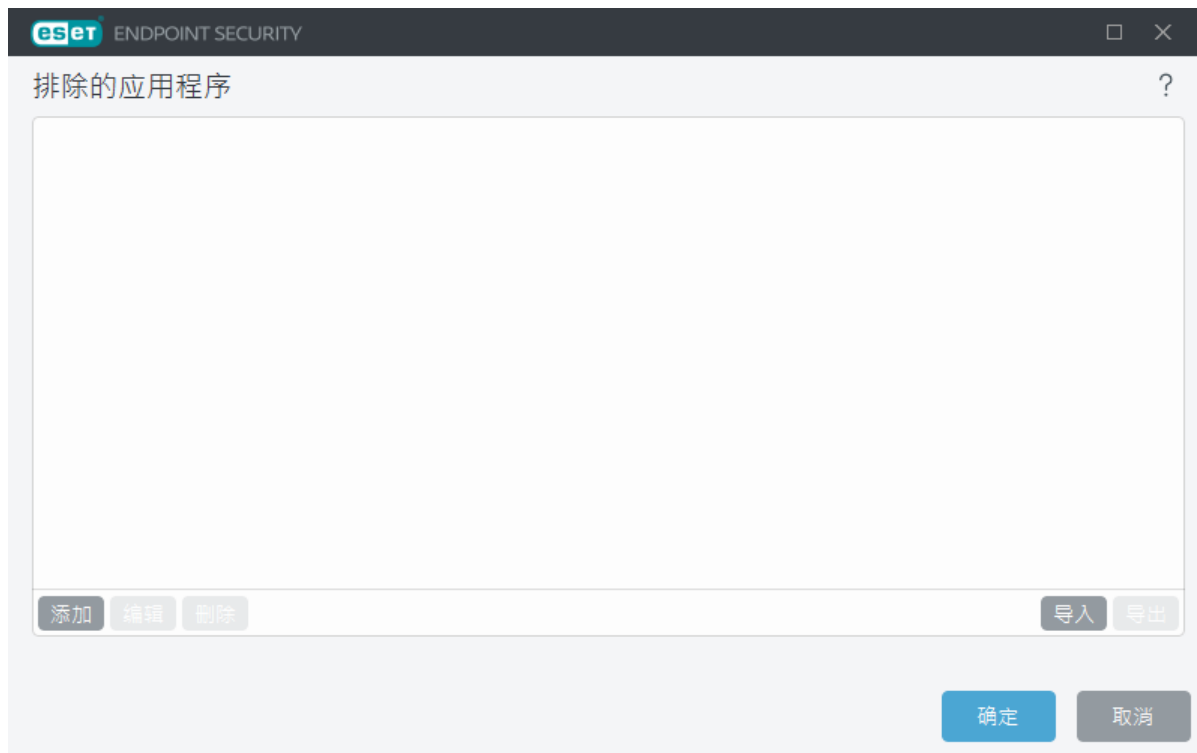 eset ENDPOINT SECURITY
排除的应用程序 ?
添加 编辑 删除 导入 导出
确定 取消